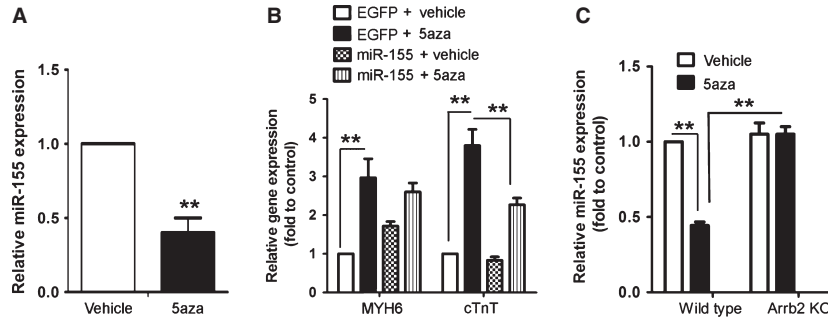 A
Relative miR-155 expression
1.5
1.0
0.5
0.0
**
Vehicle
5aza
B
EGFP + vehicle
EGFP + 5aza
miR-155 + vehicle
miR-155 + 5aza
Relative gene expression
(fold to control)
5
4
3
2
1
0
**
**
**
MYH6
cTnT
C
Vehicle
5aza
Relative miR-155 expression
(fold to control)
1.5
1.0
0.5
0.0
**
**
Wild type
Arrb2 KO